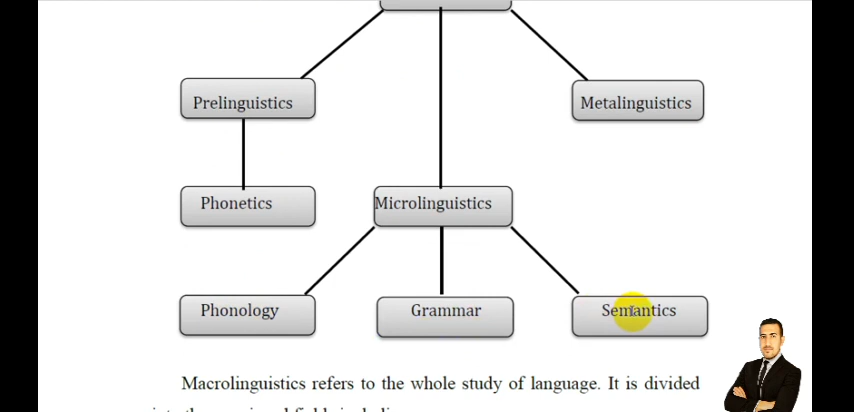 Prelinguistics
Metalinguistics
Phonetics
Microlinguistics
Phonology
Grammar
Semantics
Macrolinguistics refers to the whole study of language. It is divided